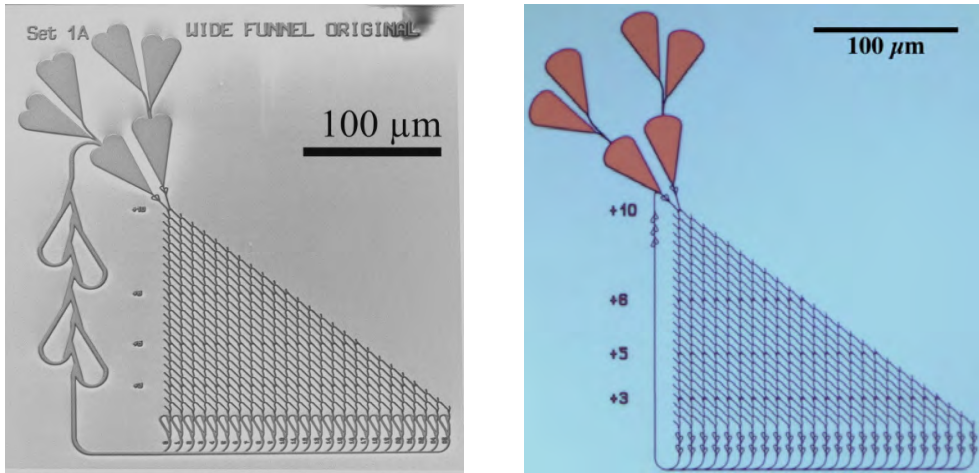 Set 1A WIDE FUNNEL ORIGINAL
100 µm
100 µm
+10
+6
+5
+3